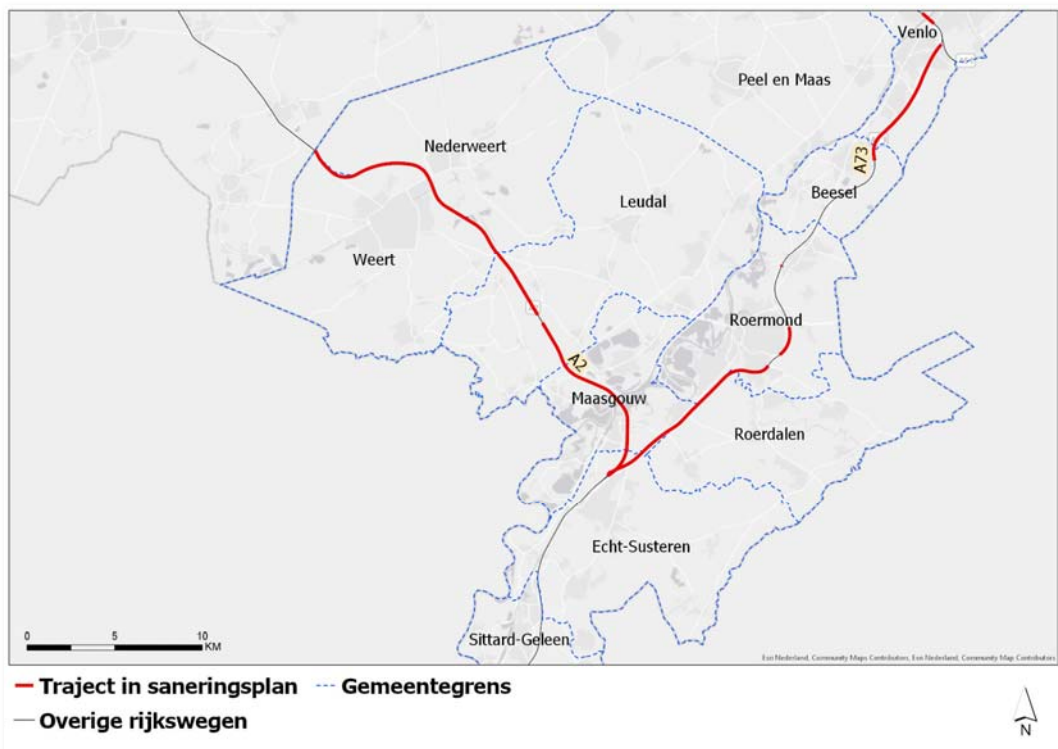 Venlo
Peel en Maas
Nederweert
A73
Beesel
Leudal
Weert
Roermond
A2
Maasgouw
Roerdalen
Echt-Susteren
Sittard-Geleen
0 5 10
KM
Esri Nederland, Community Maps Contributors, Esri Nederland, Community Map Contributors
Traject in saneringsplan Gemeentegrens
Overige rijkswegen
N